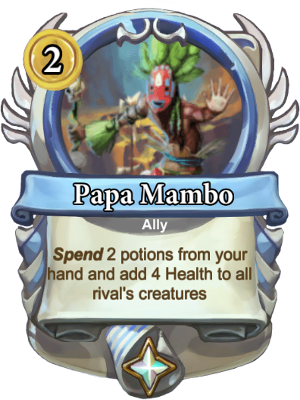 2
Papa Mambo
Ally
Spend 2 potions from your
hand and add 4 Health to all
rival's creatures